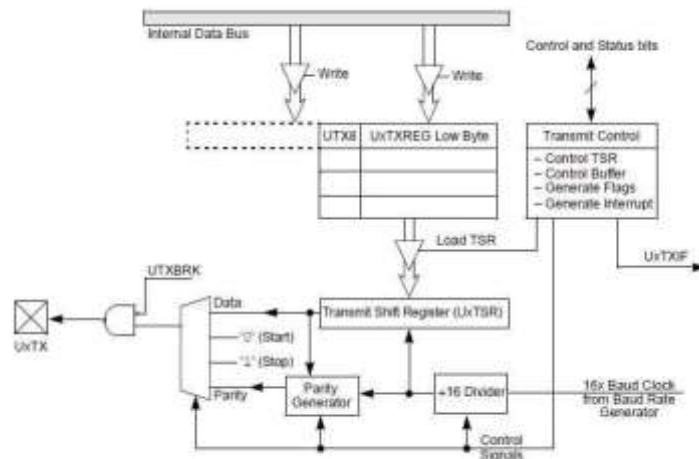 Internal Data Bus
Write
Write
Control and Status bits
UTX8
UxTXREG Low Byte
Transmit Control
– Control TSR
– Control Buffer
– Generate Flags
– Generate Interrupt
Load TSR
UxTXIF
UTXBRK
Data
Transmit Shift Register (UxTSR)
UxTX
"0" (Start)
"1" (Stop)
Parity
Parity
Generator
÷16 Divider
16x Baud Clock
from Baud Rate
Generator
Control
Signals